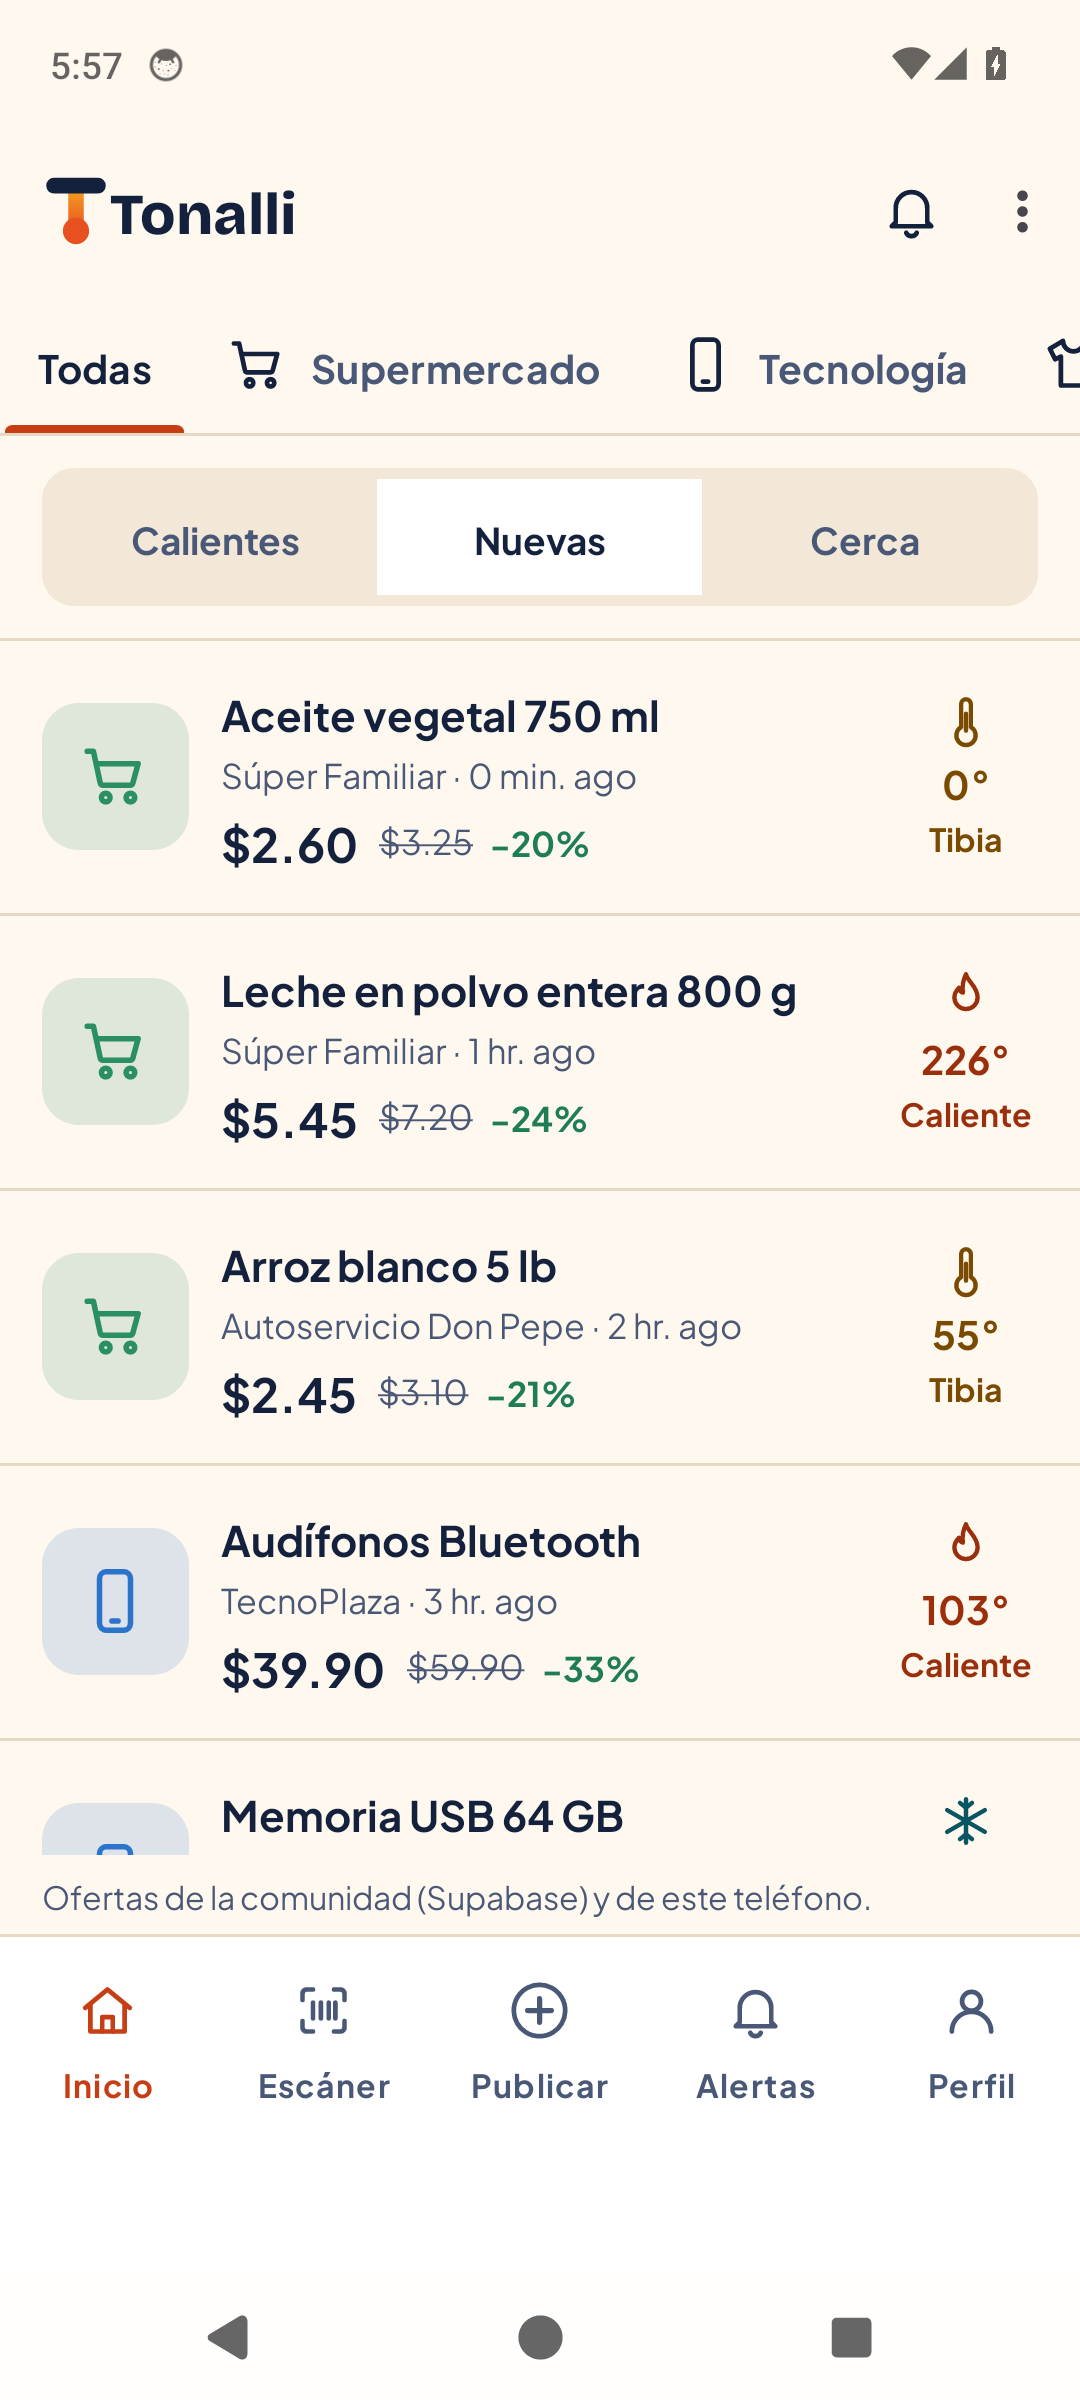 5:57
Tonalli
Todas Supermercado Tecnología
Calientes Nuevas Cerca
Aceite vegetal 750 ml
Súper Familiar · 0 min. ago
$2.60 $3.25 -20%
0°
Tibia
Leche en polvo entera 800 g
Súper Familiar · 1 hr. ago
$5.45 $7.20 -24%
226°
Caliente
Arroz blanco 5 lb
Autoservicio Don Pepe · 2 hr. ago
$2.45 $3.10 -21%
55°
Tibia
Audífonos Bluetooth
TecnoPlaza · 3 hr. ago
$39.90 $59.90 -33%
103°
Caliente
Memoria USB 64 GB
Ofertas de la comunidad (Supabase) y de este teléfono.
Inicio Escáner Publicar Alertas Perfil